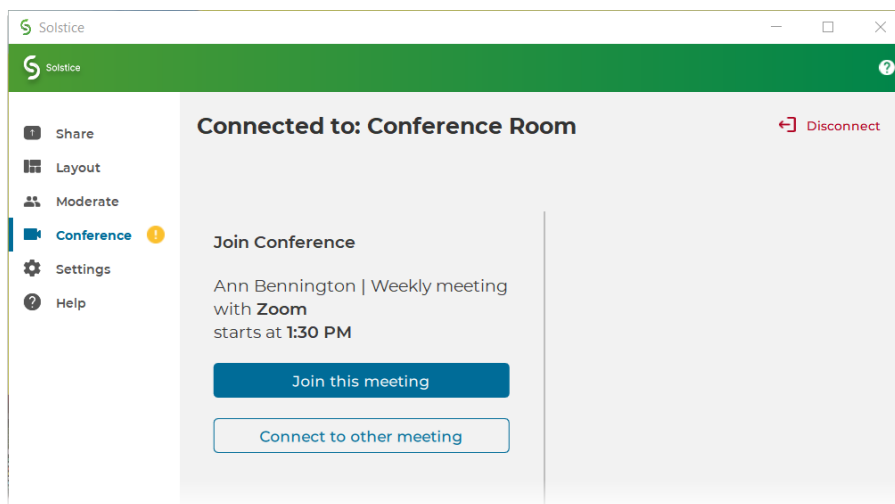 Solstice
Solstice
?
Share
Layout
Moderate
Conference !
Settings
Help
Connected to: Conference Room
Disconnect
Join Conference
Ann Bennington | Weekly meeting
with Zoom
starts at 1:30 PM
Join this meeting
Connect to other meeting